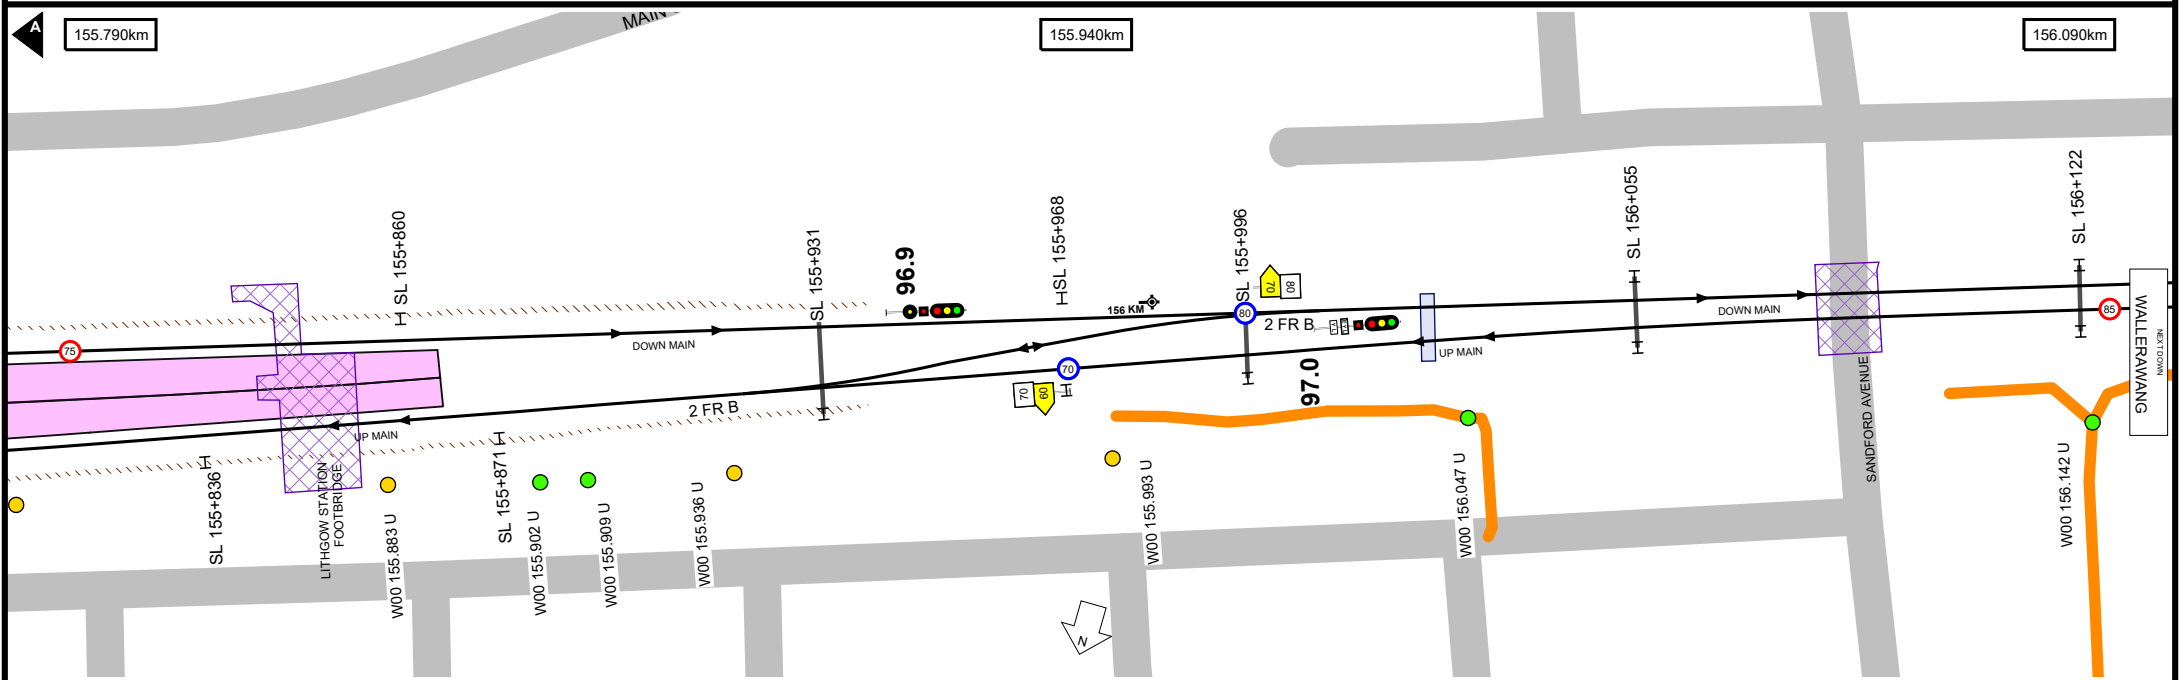 A
155.790km
155.940km
156.090km
MAIN
SL 155+860
SL 155+931
96.9
SL 155+968
156 KM
SL 155+996
70
80
80
2 FR B
97.0
SL 156+055
SL 156+122
75
DOWN MAIN
DOWN MAIN
UP MAIN
85
WALLERAWANG
NEXT DOWN
70
70
60
2 FR B
UP MAIN
SL 155+836
LITHGOW STATION
FOOTBRIDGE
W00 155.883 U
SL 155+871
W00 155.902 U
W00 155.909 U
W00 155.936 U
W00 155.993 U
W00 156.047 U
SANDFORD AVENUE
W00 156.142 U
N